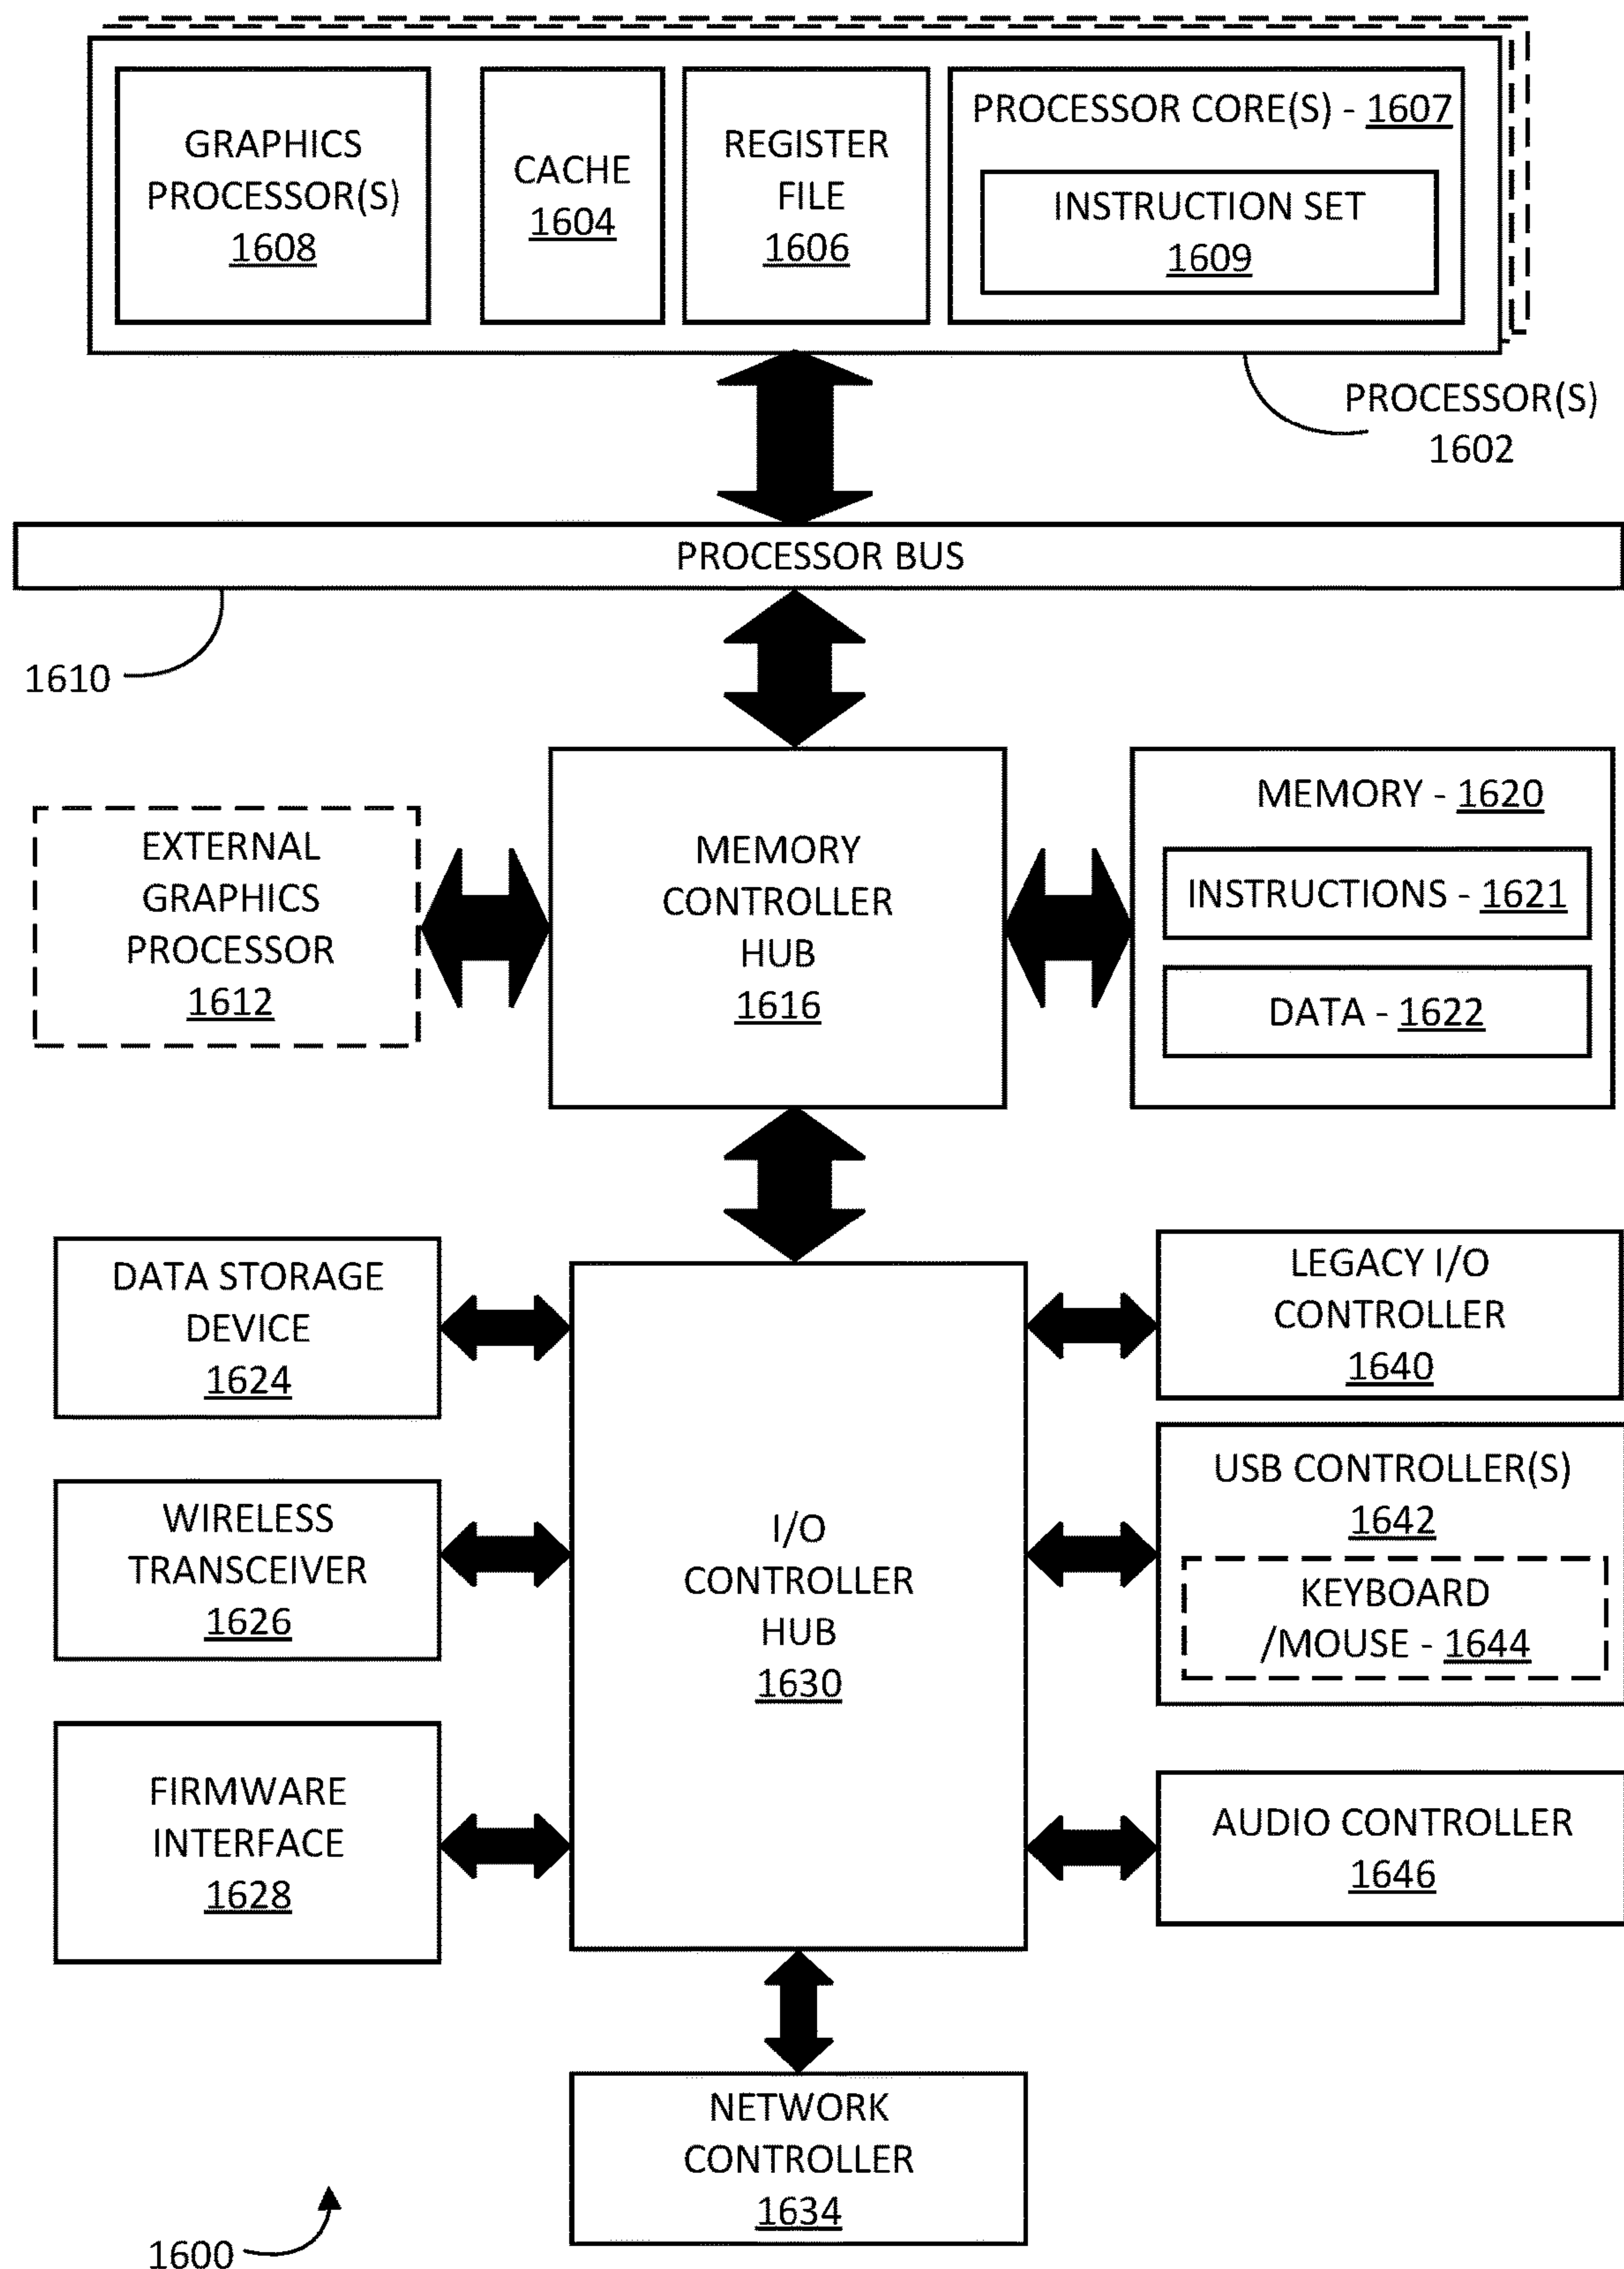 GRAPHICS
PROCESSOR(S)
1608
CACHE
1604
REGISTER
FILE
1606
PROCESSOR CORE(S) - 1607
INSTRUCTION SET
1609
PROCESSOR(S)
1602
PROCESSOR BUS
1610
EXTERNAL
GRAPHICS
PROCESSOR
1612
MEMORY
CONTROLLER
HUB
1616
MEMORY - 1620
INSTRUCTIONS - 1621
DATA - 1622
DATA STORAGE
DEVICE
1624
WIRELESS
TRANSCEIVER
1626
FIRMWARE
INTERFACE
1628
I/O
CONTROLLER
HUB
1630
LEGACY I/O
CONTROLLER
1640
USB CONTROLLER(S)
1642
KEYBOARD
/MOUSE - 1644
AUDIO CONTROLLER
1646
NETWORK
CONTROLLER
1634
1600